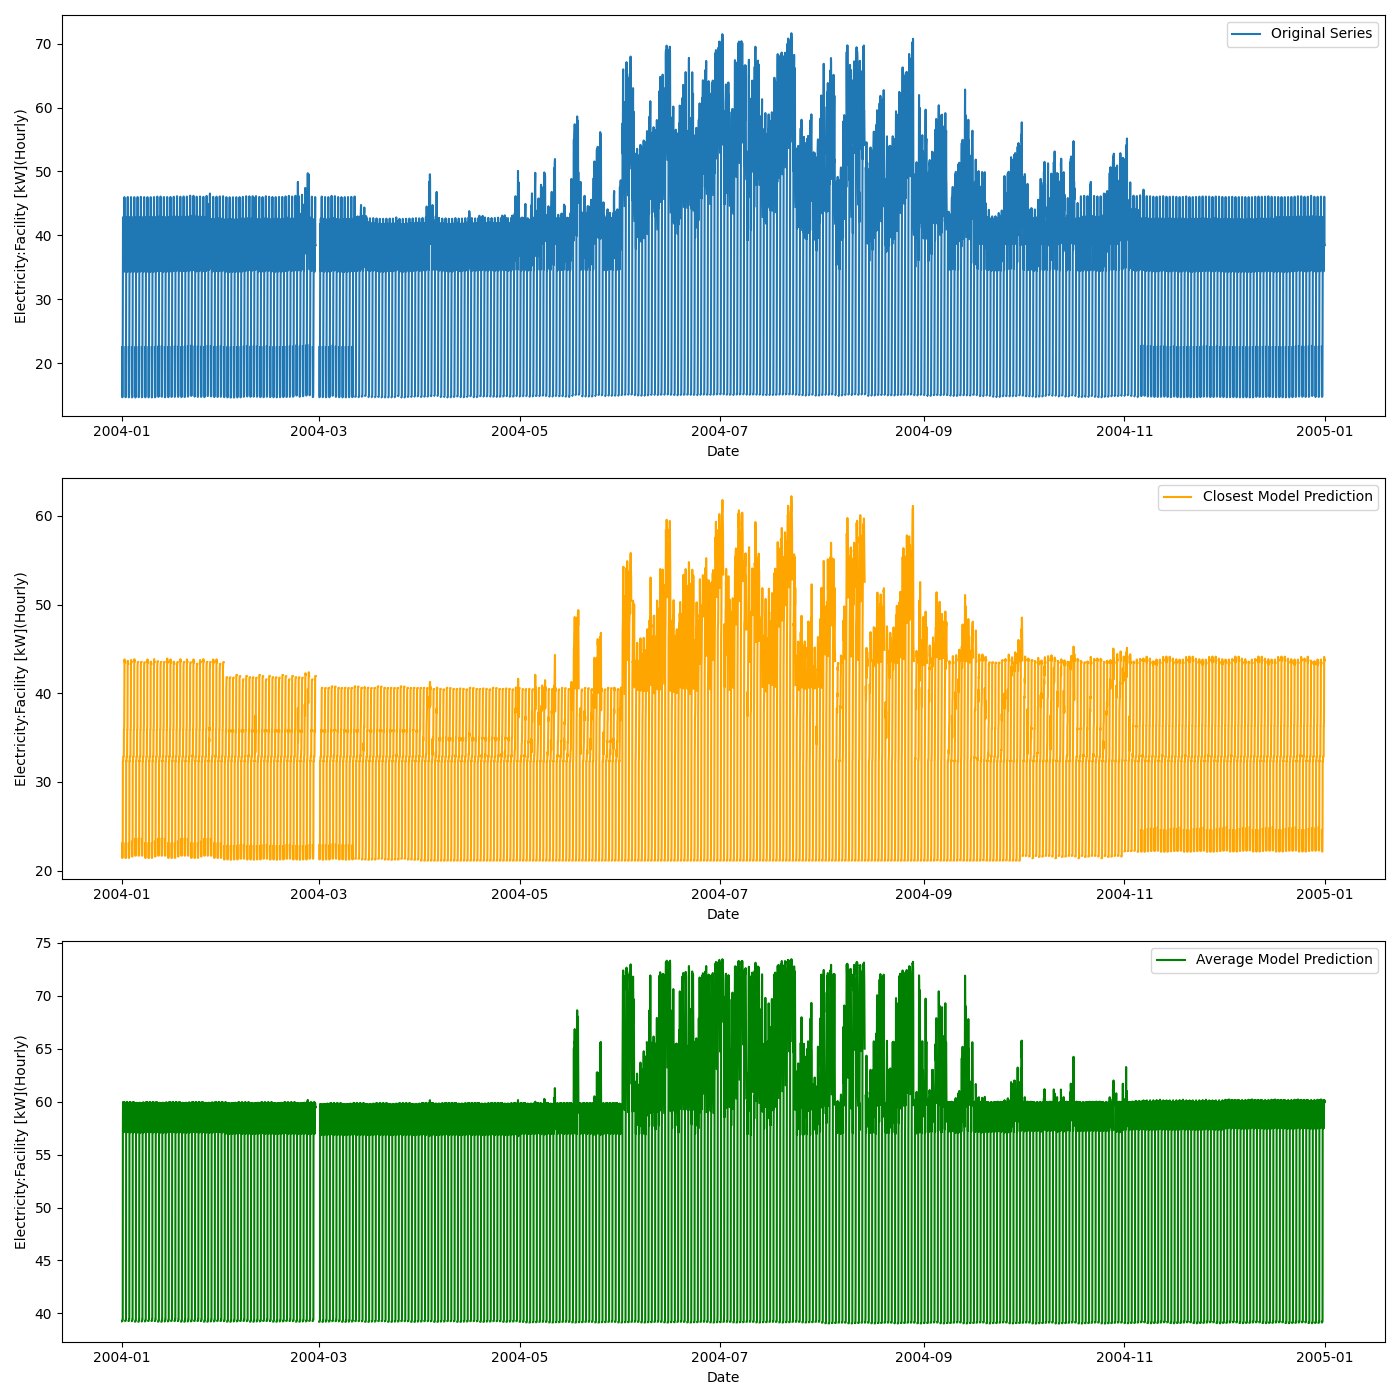 Original Series
Electricity:Facility [kW](Hourly)
70
60
50
40
30
20
2004-01 2004-03 2004-05 2004-07 2004-09 2004-11 2005-01
Date
Closest Model Prediction
Electricity:Facility [kW](Hourly)
60
50
40
30
20
2004-01 2004-03 2004-05 2004-07 2004-09 2004-11 2005-01
Date
Average Model Prediction
Electricity:Facility [kW](Hourly)
75
70
65
60
55
50
45
40
2004-01 2004-03 2004-05 2004-07 2004-09 2004-11 2005-01
Date